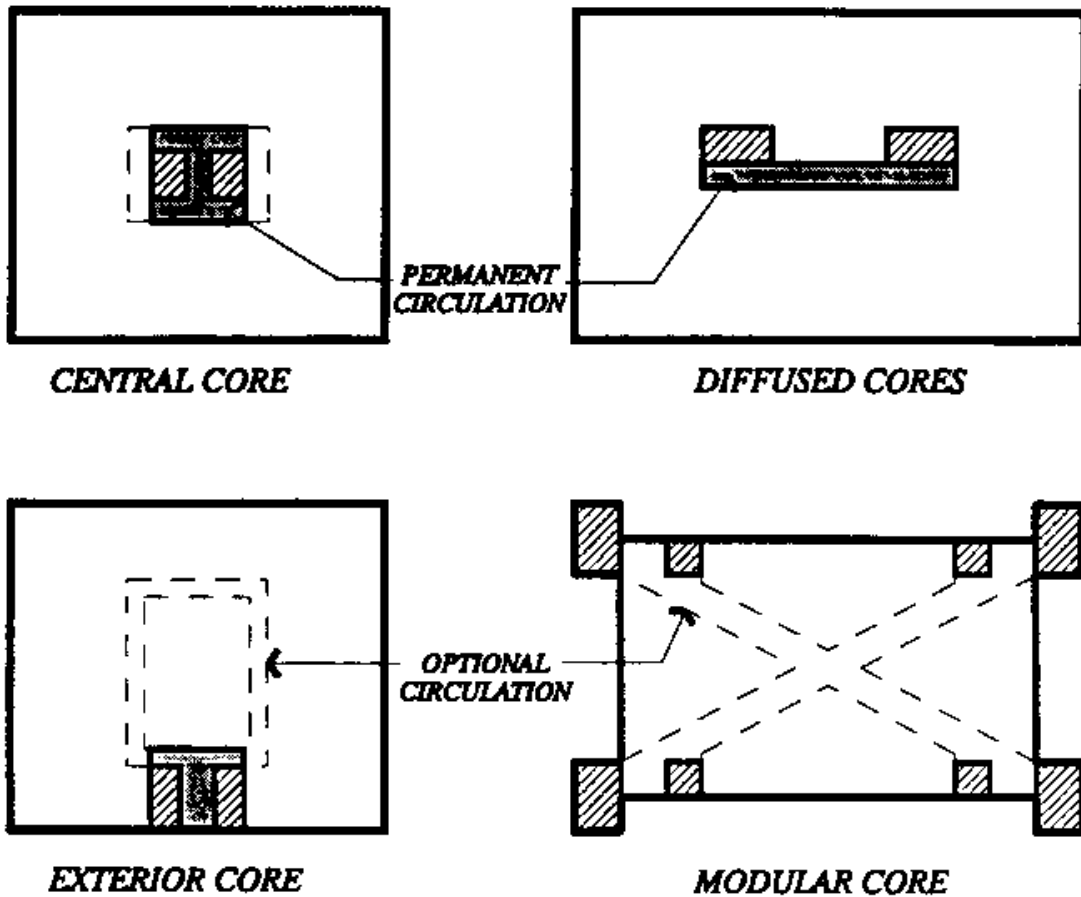 PERMANENT
CIRCULATION
CENTRAL CORE
DIFFUSED CORES
OPTIONAL
CIRCULATION
EXTERIOR CORE
MODULAR CORE